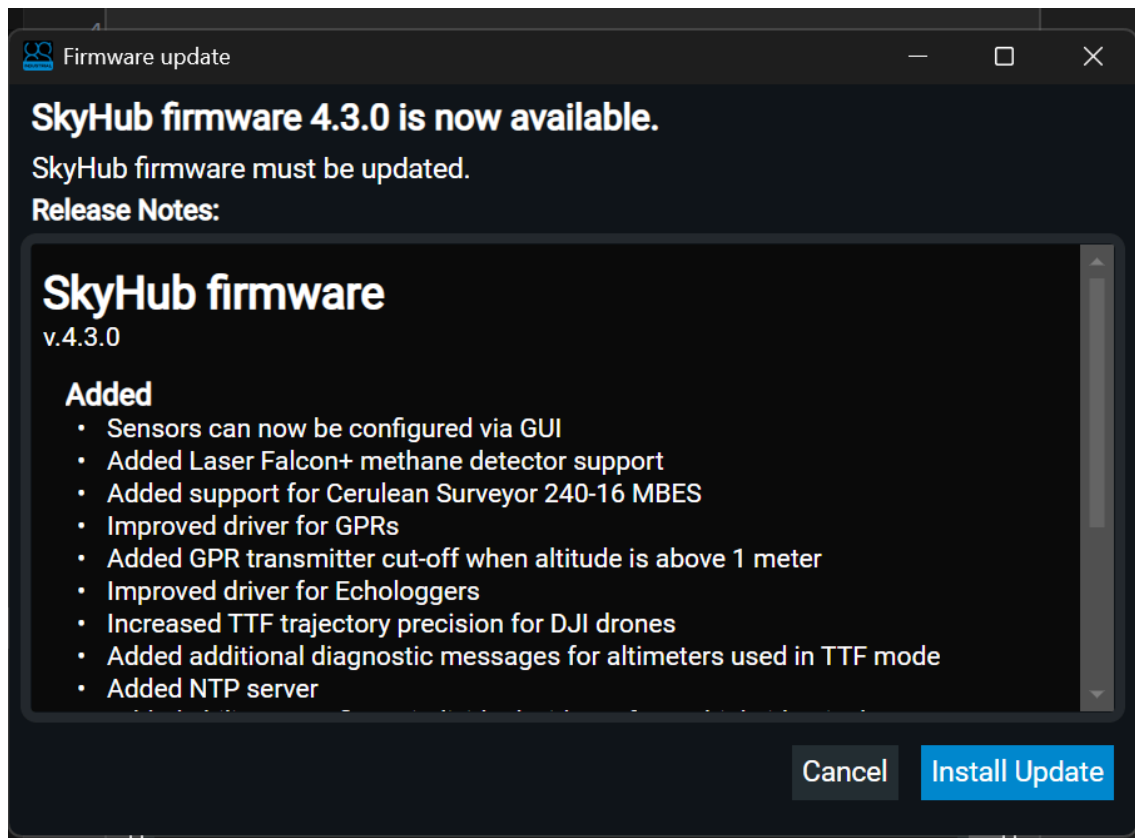 Firmware update
SkyHub firmware 4.3.0 is now available.
SkyHub firmware must be updated.
Release Notes:
SkyHub firmware
v.4.3.0
Added
• Sensors can now be configured via GUI
• Added Laser Falcon+ methane detector support
• Added support for Cerulean Surveyor 240-16 MBES
• Improved driver for GPRs
• Added GPR transmitter cut-off when altitude is above 1 meter
• Improved driver for Echologgers
• Increased TTF trajectory precision for DJI drones
• Added additional diagnostic messages for altimeters used in TTF mode
• Added NTP server
Cancel
Install Update